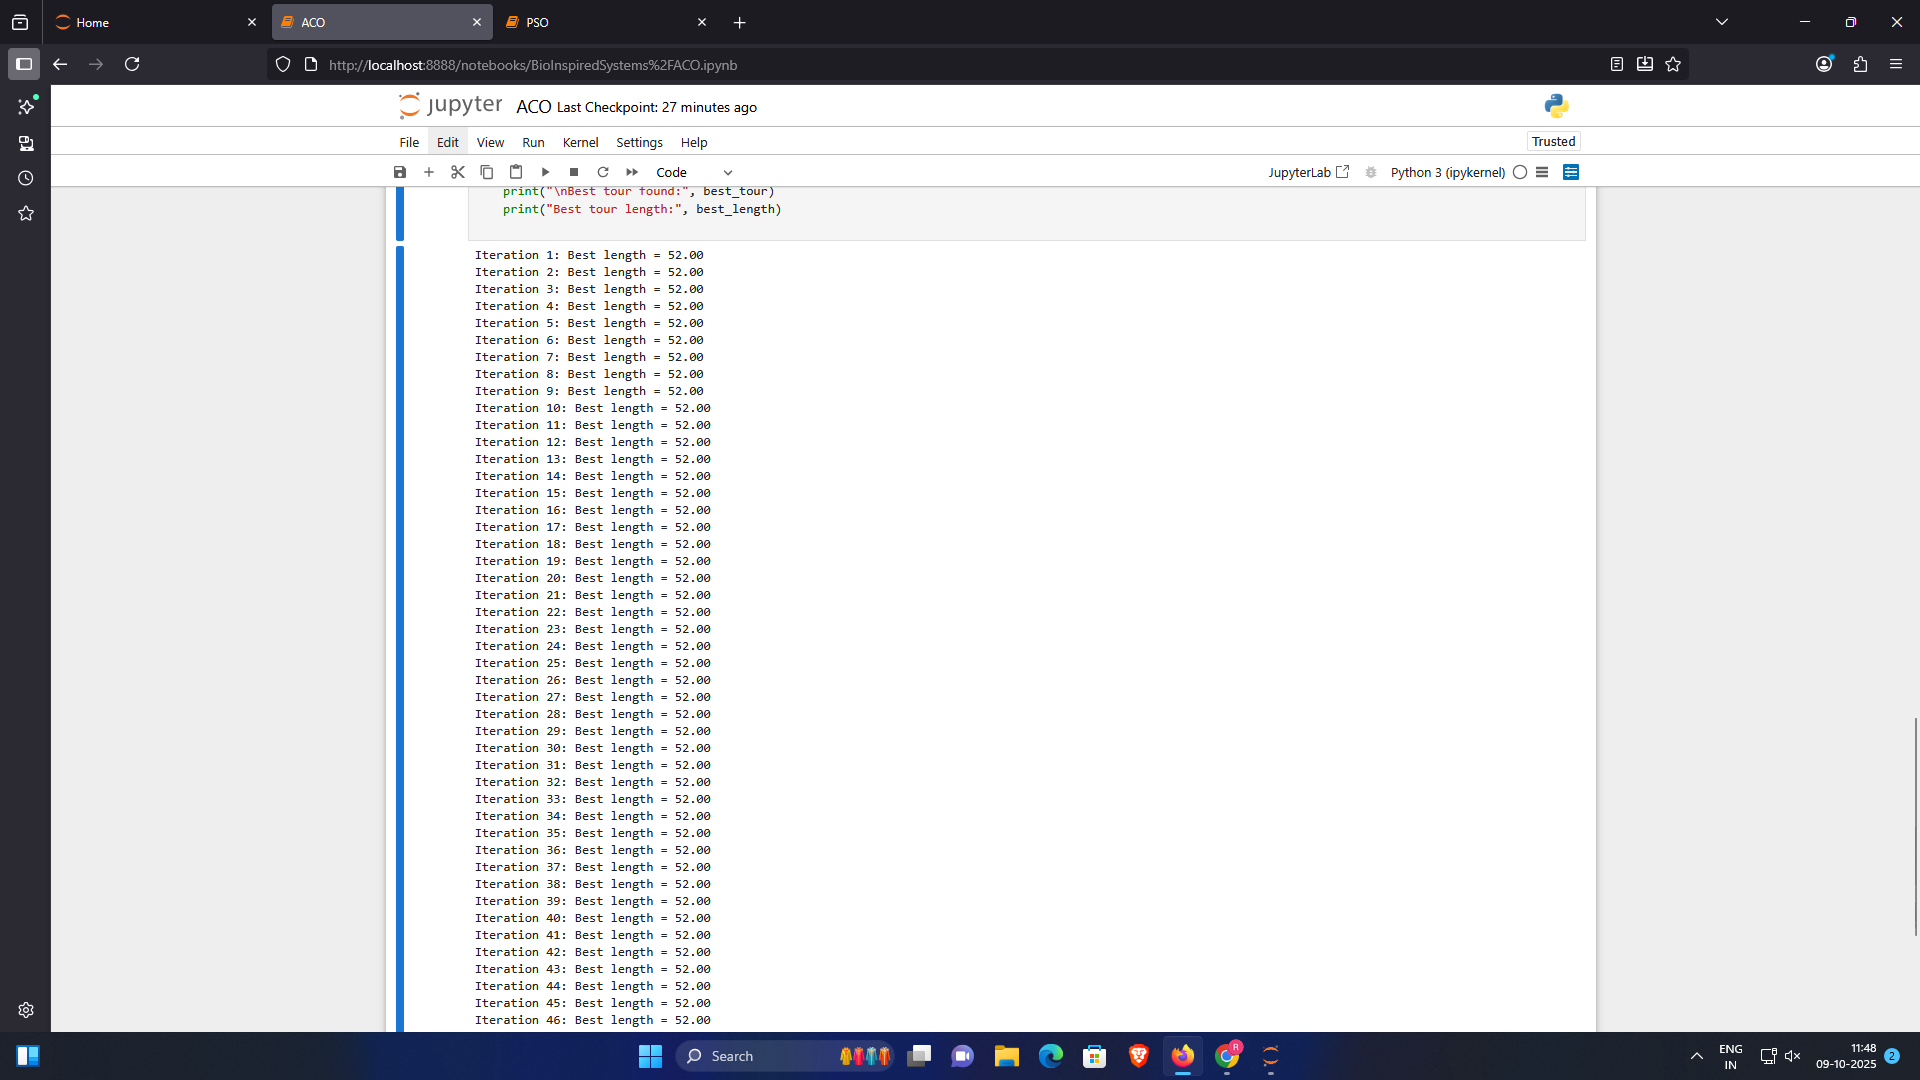 Home
ACO
PSO
http://localhost:8888/notebooks/BioInspiredSystems%2FACO.ipynb
jupyter ACO Last Checkpoint: 27 minutes ago
File Edit View Run Kernel Settings Help Trusted
Code JupyterLab Python 3 (ipykernel)
print("\nBest tour found:", best_tour)
print("Best tour length:", best_length)
Iteration 1: Best length = 52.00
Iteration 2: Best length = 52.00
Iteration 3: Best length = 52.00
Iteration 4: Best length = 52.00
Iteration 5: Best length = 52.00
Iteration 6: Best length = 52.00
Iteration 7: Best length = 52.00
Iteration 8: Best length = 52.00
Iteration 9: Best length = 52.00
Iteration 10: Best length = 52.00
Iteration 11: Best length = 52.00
Iteration 12: Best length = 52.00
Iteration 13: Best length = 52.00
Iteration 14: Best length = 52.00
Iteration 15: Best length = 52.00
Iteration 16: Best length = 52.00
Iteration 17: Best length = 52.00
Iteration 18: Best length = 52.00
Iteration 19: Best length = 52.00
Iteration 20: Best length = 52.00
Iteration 21: Best length = 52.00
Iteration 22: Best length = 52.00
Iteration 23: Best length = 52.00
Iteration 24: Best length = 52.00
Iteration 25: Best length = 52.00
Iteration 26: Best length = 52.00
Iteration 27: Best length = 52.00
Iteration 28: Best length = 52.00
Iteration 29: Best length = 52.00
Iteration 30: Best length = 52.00
Iteration 31: Best length = 52.00
Iteration 32: Best length = 52.00
Iteration 33: Best length = 52.00
Iteration 34: Best length = 52.00
Iteration 35: Best length = 52.00
Iteration 36: Best length = 52.00
Iteration 37: Best length = 52.00
Iteration 38: Best length = 52.00
Iteration 39: Best length = 52.00
Iteration 40: Best length = 52.00
Iteration 41: Best length = 52.00
Iteration 42: Best length = 52.00
Iteration 43: Best length = 52.00
Iteration 44: Best length = 52.00
Iteration 45: Best length = 52.00
Iteration 46: Best length = 52.00
Search
R
ENG
IN
11:48
09-10-2025
2